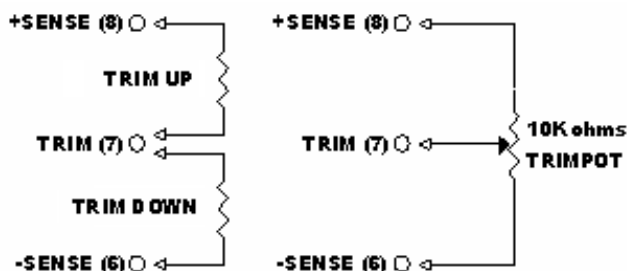 +SENSE (8)
TRIM UP
TRIM (7)
TRIM DOWN
-SENSE (6)
+SENSE (8)
10K ohms
TRIM (7)
TRIMPOT
-SENSE (6)